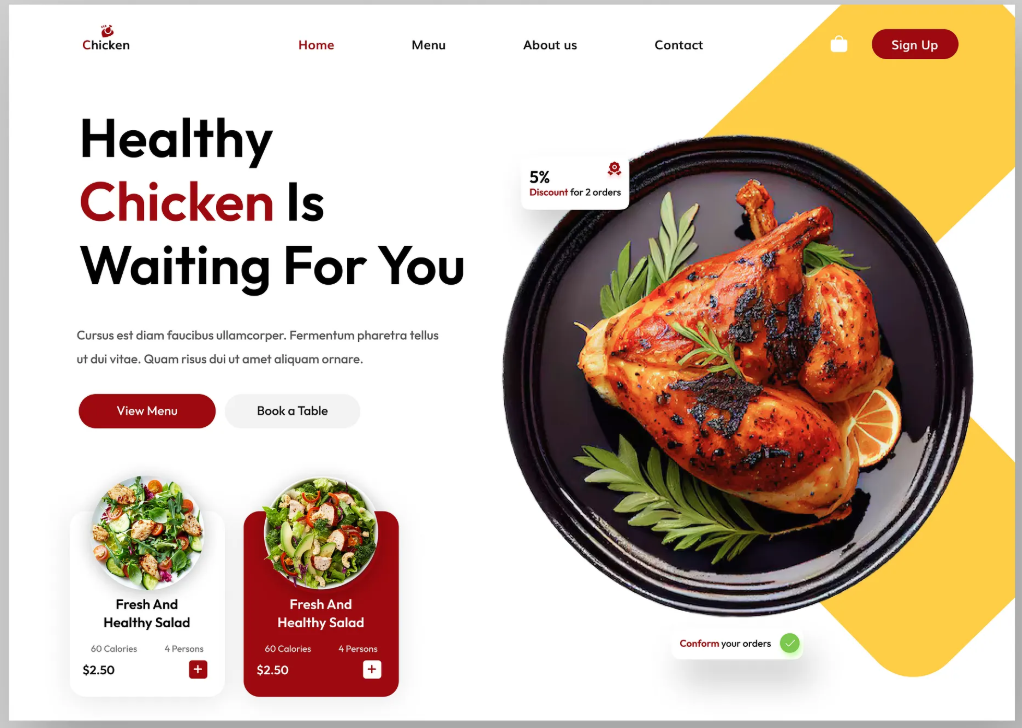 Chicken
Home
Menu
About us
Contact
Sign Up
Healthy
Chicken Is
Waiting For You
Cursus est diam faucibus ullamcorper. Fermentum pharetra tellus
ut dui vitae. Quam risus dui ut amet aliquam ornare.
View Menu
Book a Table
5%
Discount for 2 orders
Fresh And
Healthy Salad
60 Calories
4 Persons
$2.50
+
Fresh And
Healthy Salad
60 Calories
4 Persons
$2.50
+
Conform your orders